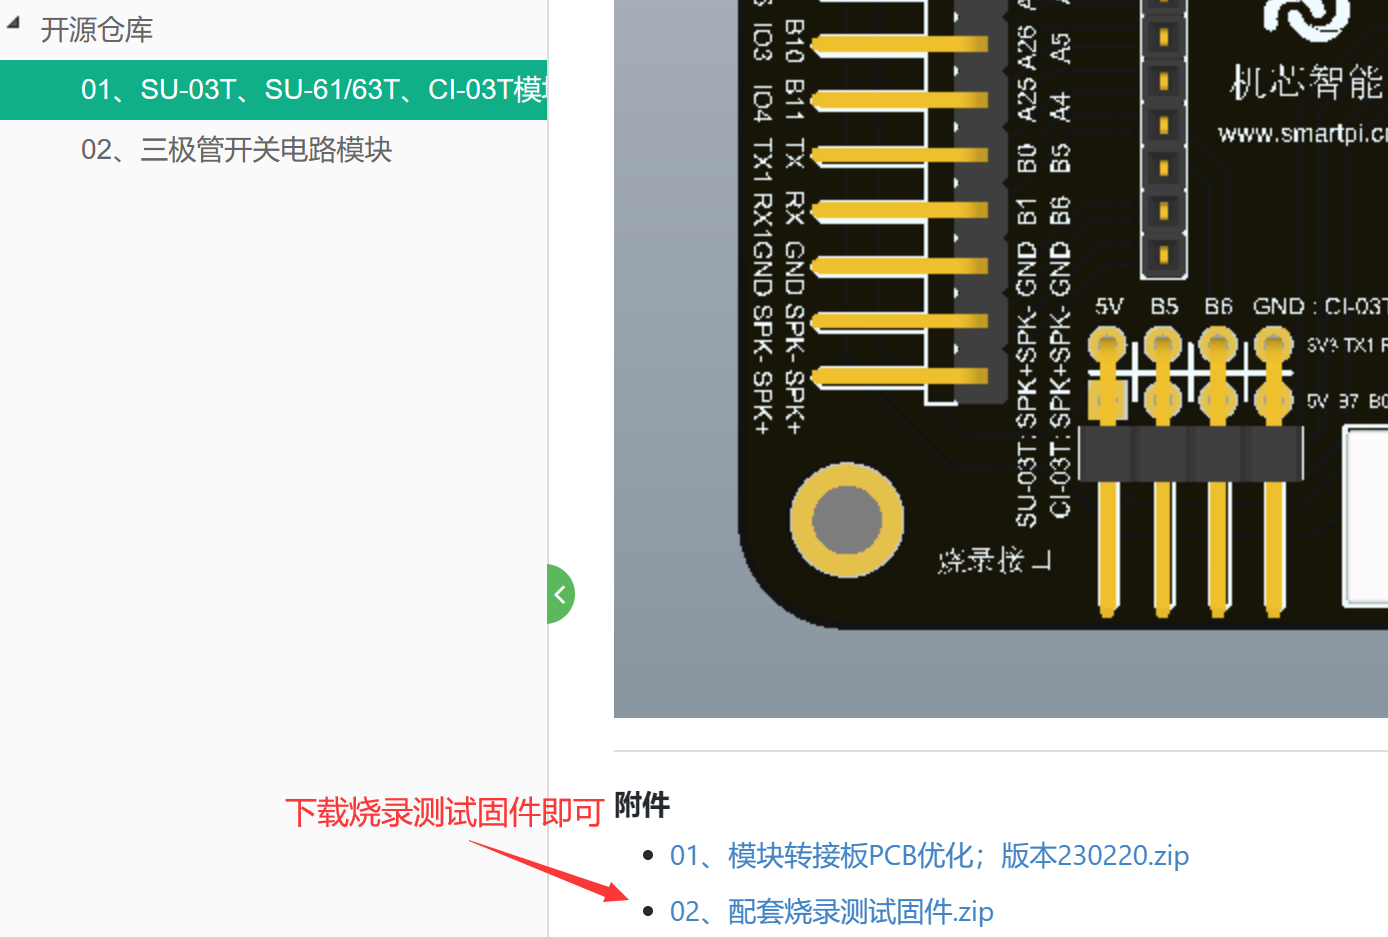 开源仓库
01、SU-03T、SU-61/63T、CI-03T模
02、三极管开关电路模块
IO3 IO4 TX1 RX1 GND SPK- SPK+
B10 B11 TX RX GND SPK- SPK+
A26 A25 B0 B1 GND SPK- SPK+
SU-03T:
A5 A4 B5 B6 GND SPK- SPK+
CI-03T:
机芯智能
www.smartpi.c
5V B5 B6 GND : CI-03T
3V3 TX1
5V B7 B0
烧录接口
下载烧录测试固件即可
附件
01、模块转接板PCB优化；版本230220.zip
02、配套烧录测试固件.zip